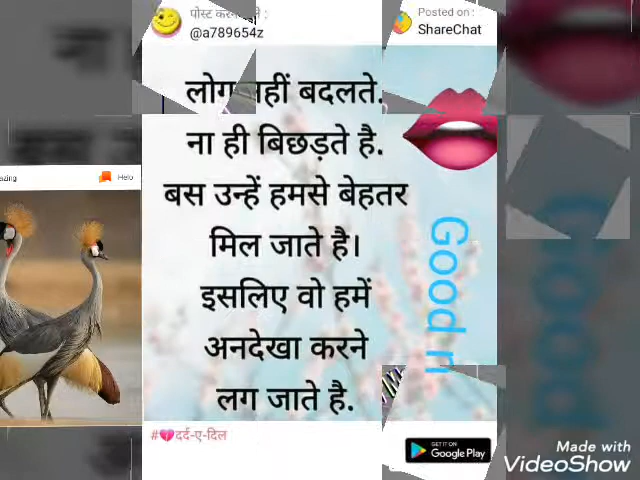 पोस्ट करने
@a789654z
Posted on :
ShareChat
लोग नहीं बदलते.
ना ही बिछड़ते है.
बस उन्हें हमसे बेहतर
मिल जाते है।
इसलिए वो हमें
अनदेखा करने
लग जाते है.
Good
#💔दर्द-ए-दिल
Helo
GET IT ON
Google Play
Made with
VideoShow